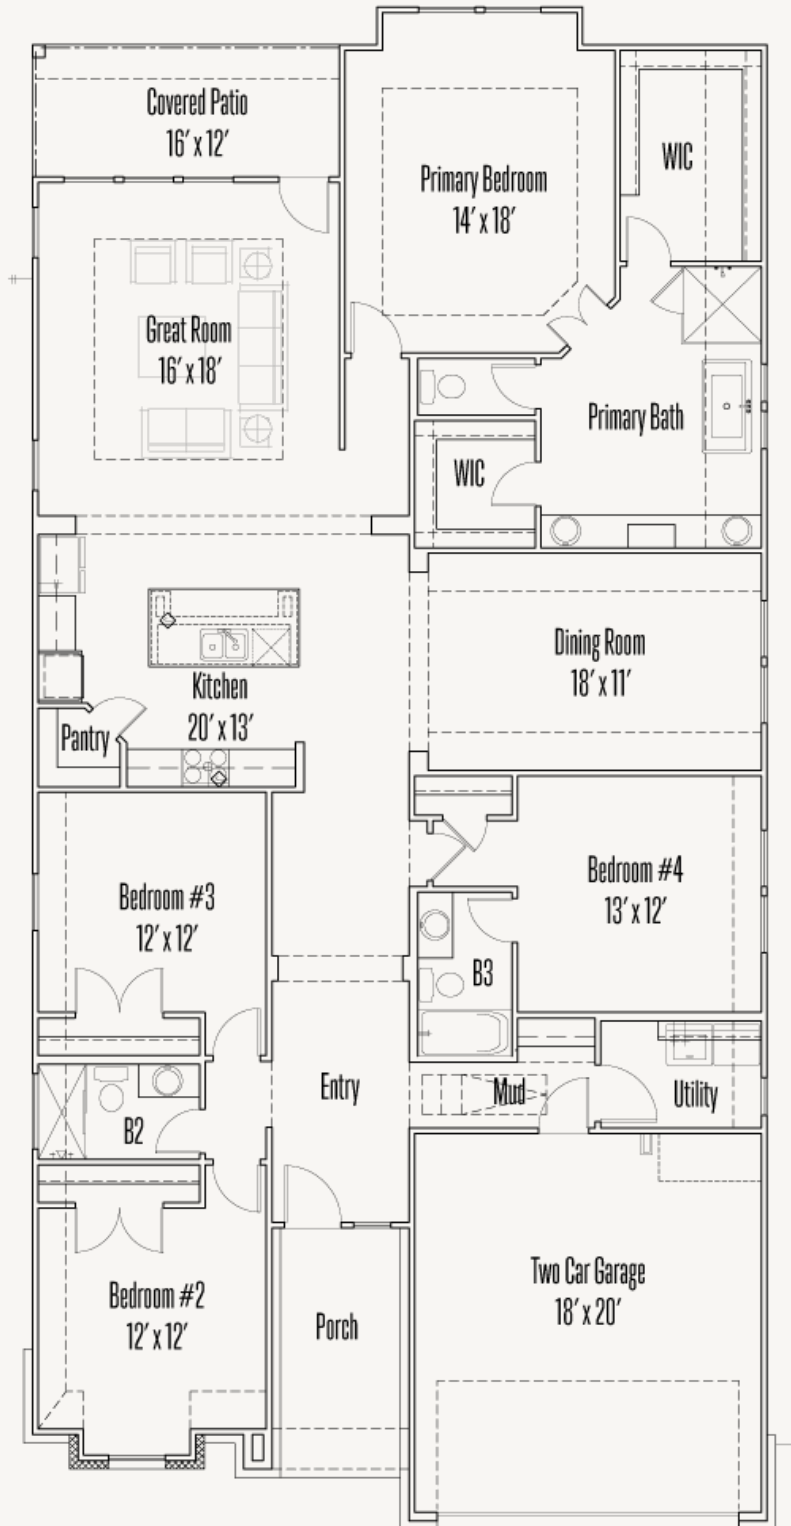 Covered Patio
16' x 12'
Primary Bedroom
14' x 18'
WIC
Great Room
16' x 18'
Primary Bath
WIC
Dining Room
18' x 11'
Kitchen
20' x 13'
Pantry
Bedroom #4
13' x 12'
Bedroom #3
12' x 12'
B3
Entry
Mud
Utility
B2
Two Car Garage
18' x 20'
Bedroom #2
12' x 12'
Porch